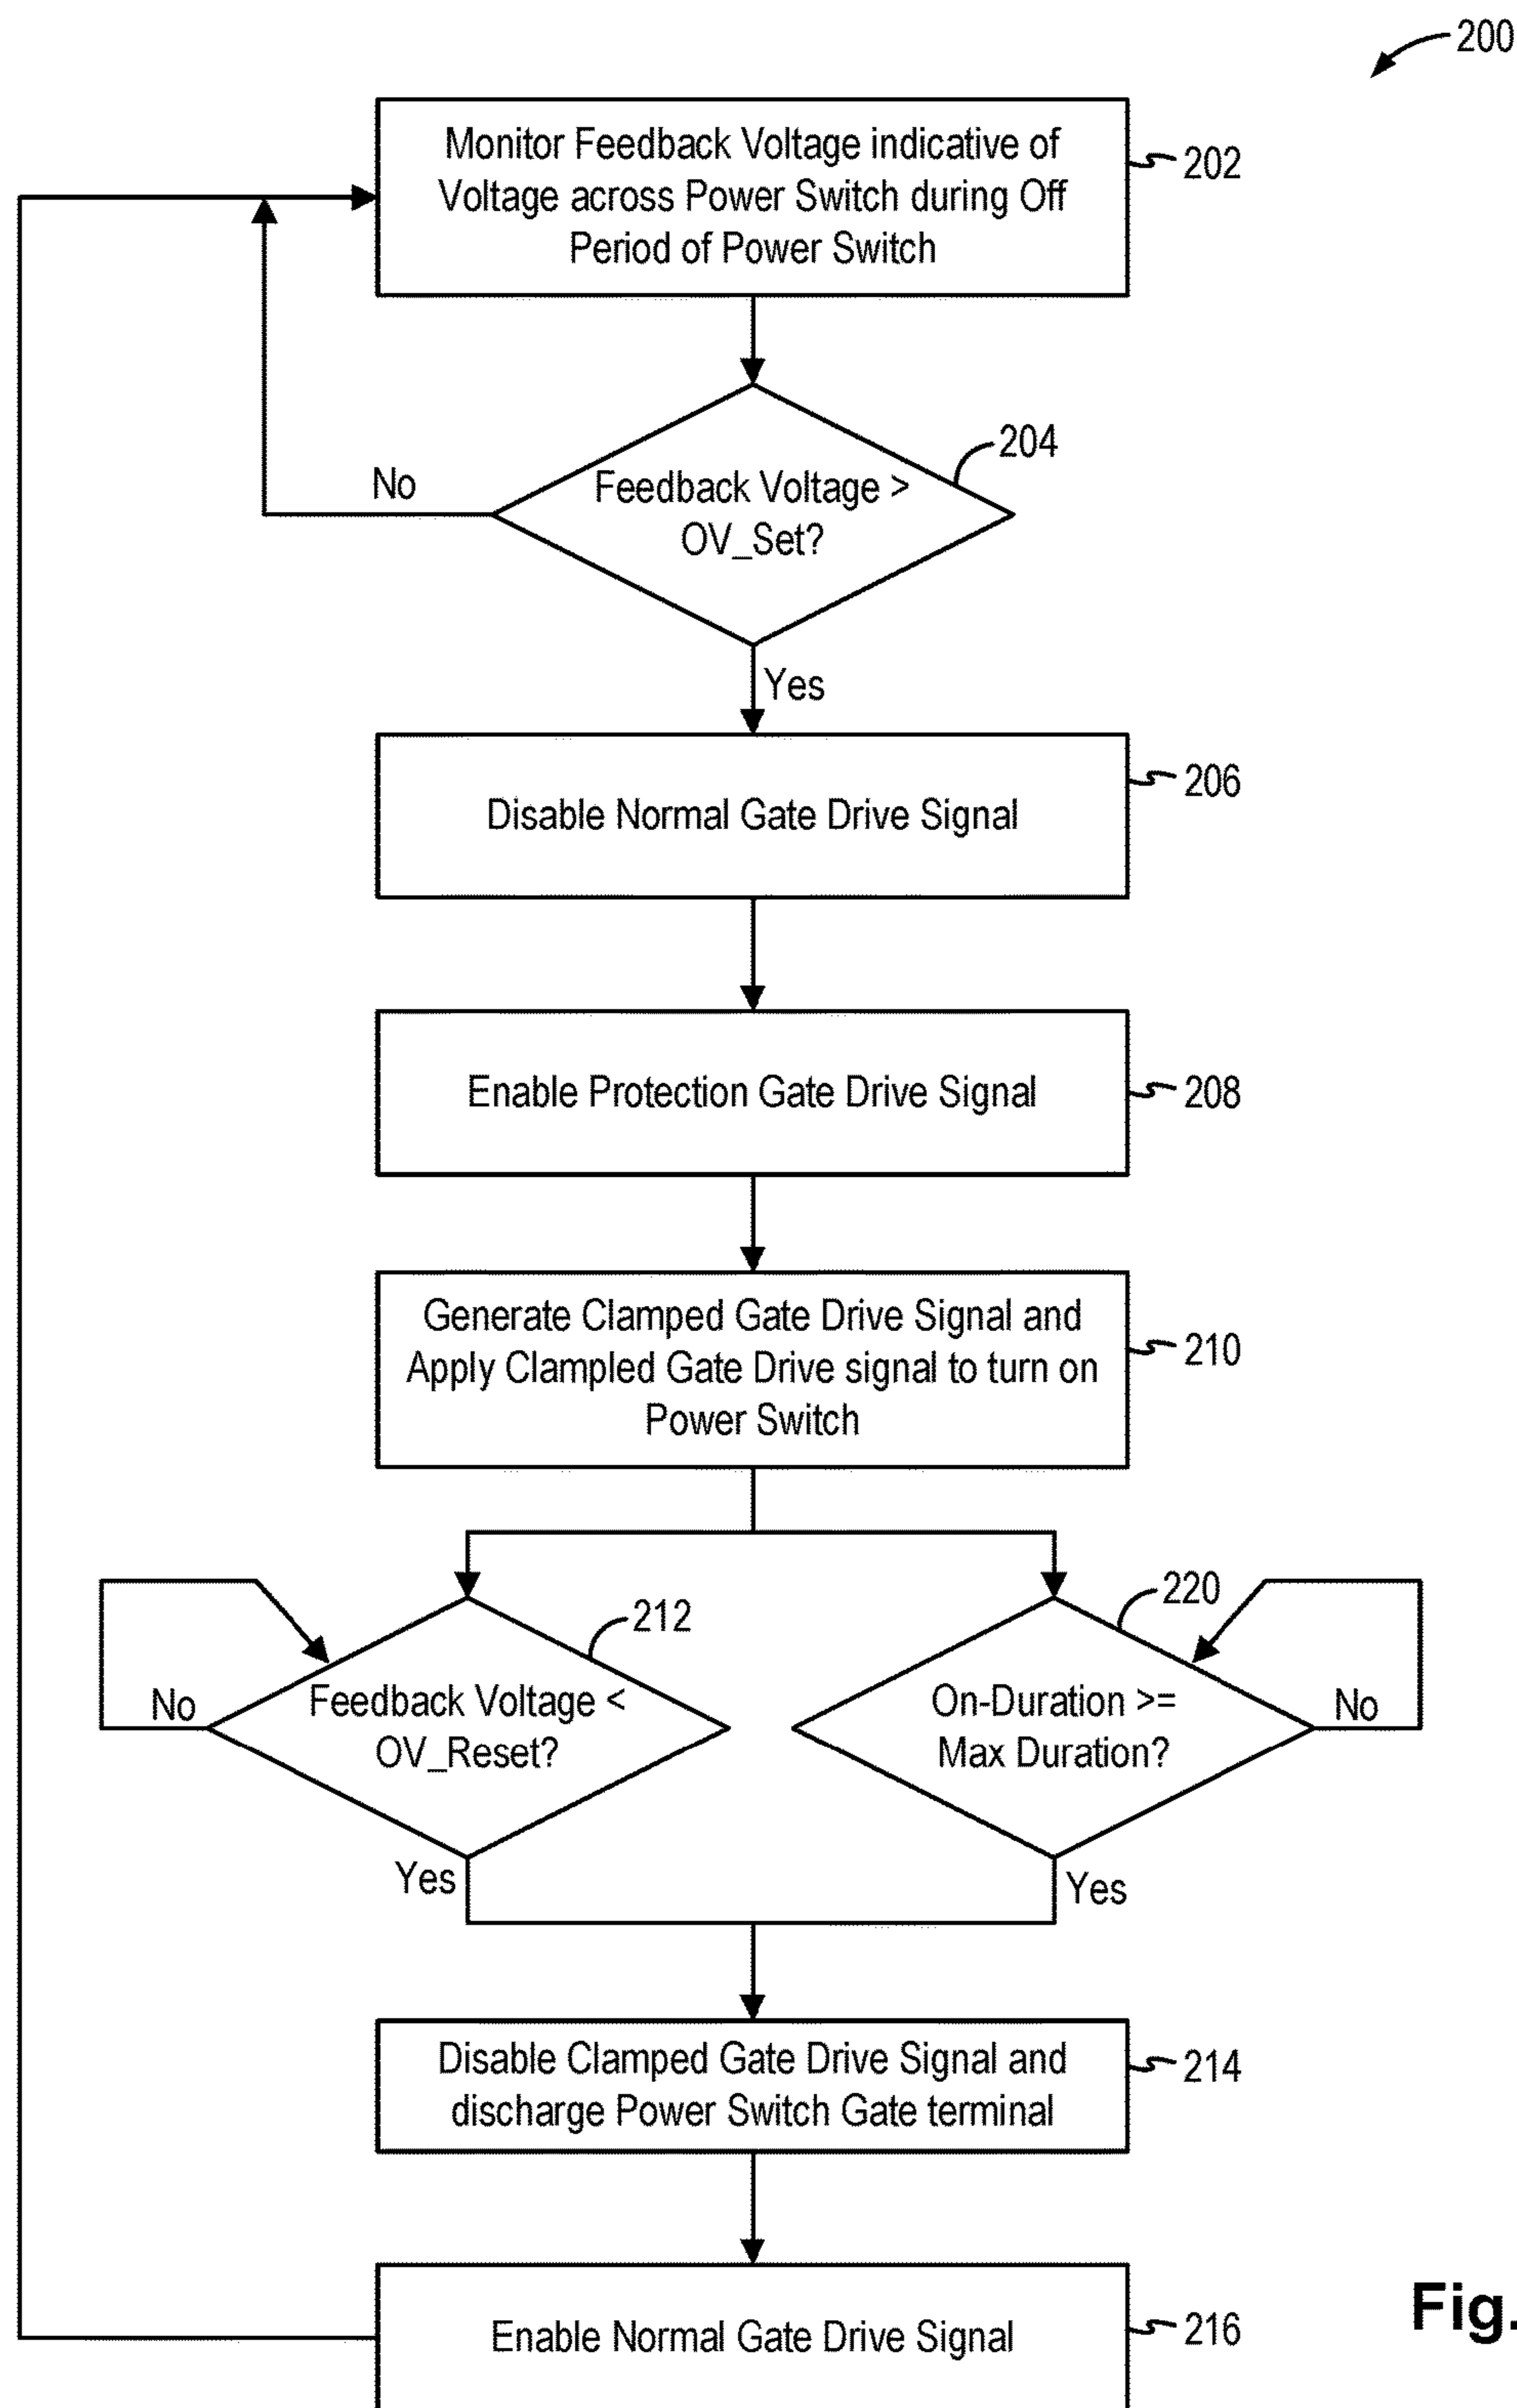 200
Monitor Feedback Voltage indicative of
Voltage across Power Switch during Off
Period of Power Switch
202
204
Feedback Voltage >
OV_Set?
No
Yes
Disable Normal Gate Drive Signal
206
Enable Protection Gate Drive Signal
208
Generate Clamped Gate Drive Signal and
Apply Clampled Gate Drive signal to turn on
Power Switch
210
212
Feedback Voltage <
OV_Reset?
No
Yes
220
On-Duration >=
Max Duration?
No
Yes
Disable Clamped Gate Drive Signal and
discharge Power Switch Gate terminal
214
Enable Normal Gate Drive Signal
216
Fig.